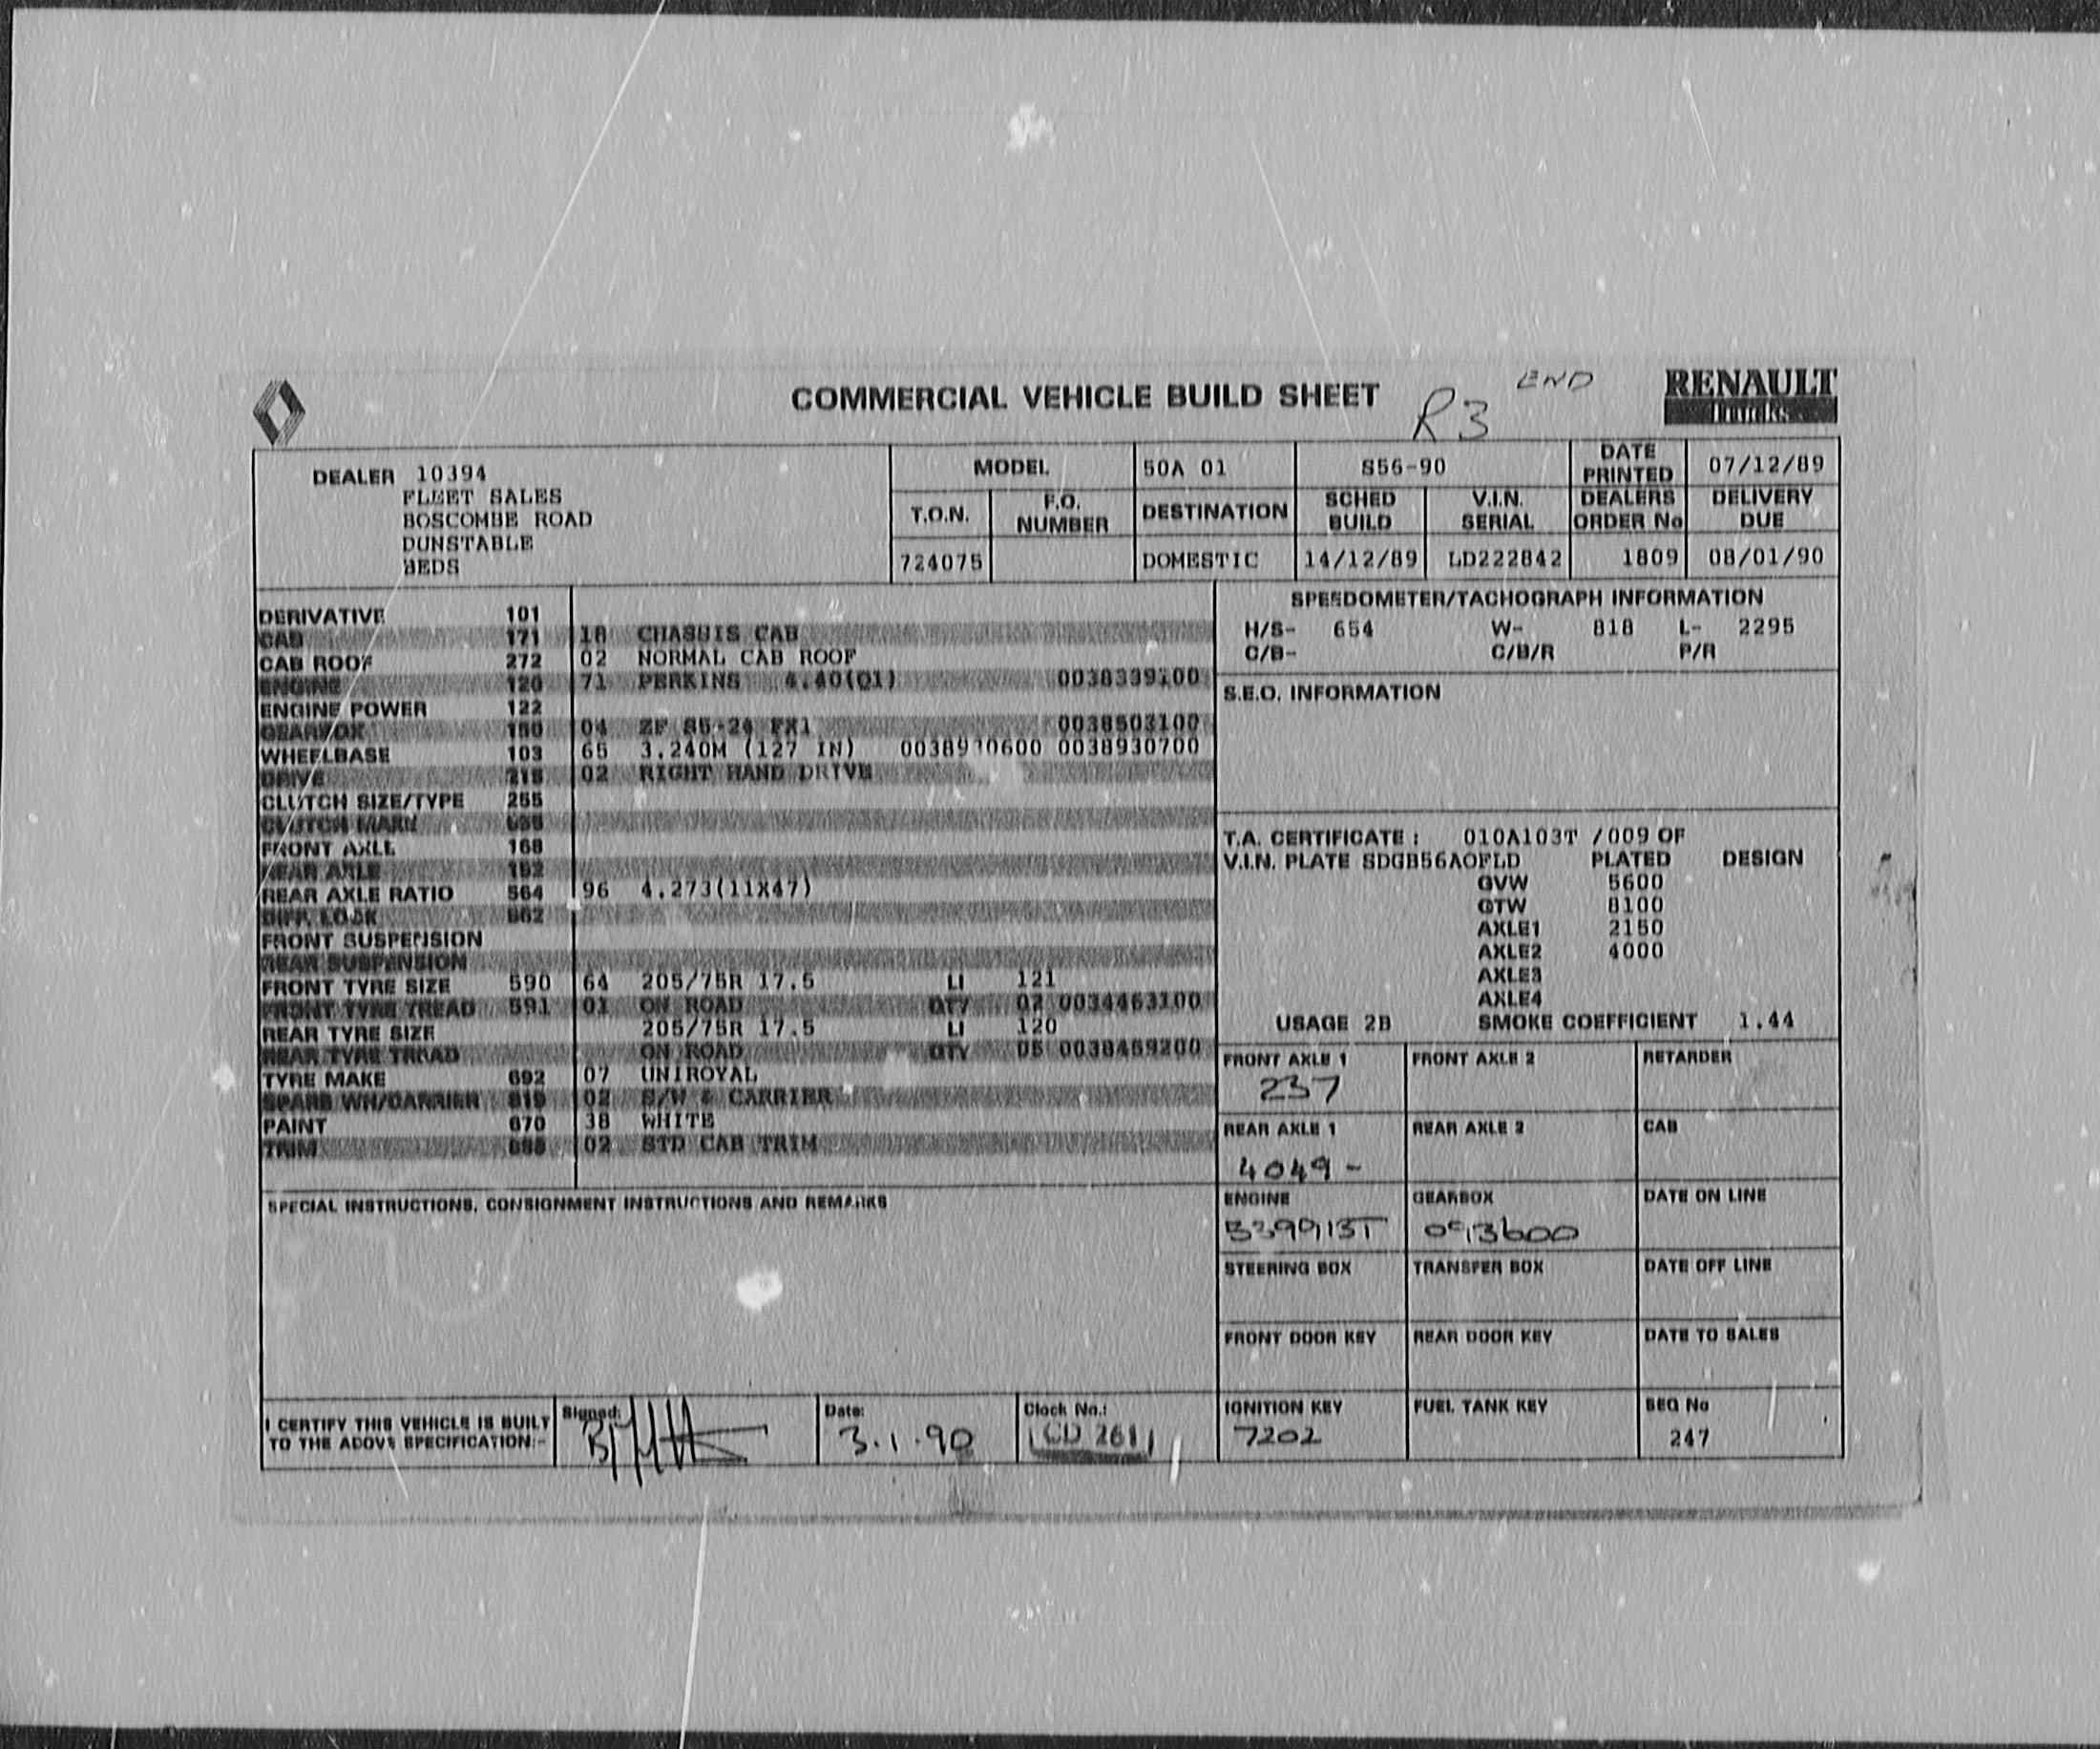 COMMERCIAL VEHICLE BUILD SHEET R3 END RENAULT Trucks
DEALER 10394
FLEET SALES
BOSCOMBE ROAD
DUNSTABLE
BEDS
MODEL 50A 01 S56-90 DATE PRINTED 07/12/89
T.O.N. F.O. NUMBER DESTINATION SCHED BUILD V.I.N. SERIAL DEALERS ORDER No DELIVERY DUE
724075 DOMESTIC 14/12/89 LD222842 1809 08/01/90
DERIVATIVE 101
CAB 171 18 CHASSIS CAB
CAB ROOF 272 02 NORMAL CAB ROOF
ENGINE 120 71 PERKINS 4.40(Q1)
ENGINE POWER 122
GEARBOX 04 ZF S5-24 FX1 0038503100
WHEELBASE 103 65 3.240M (127 IN) 0038930600 0038930700
DRIVE 02 RIGHT HAND DRIVE
CLUTCH SIZE/TYPE 255
CLUTCH MAKE
FRONT AXLE 168
REAR AXLE 192
REAR AXLE RATIO 564 96 4.273(11X47)
DIFF. LOCK
FRONT SUSPENSION
REAR SUSPENSION
FRONT TYRE SIZE 590 64 205/75R 17.5 LI 121
FRONT TYRE TREAD 591 01 ON ROAD QTY 02 0034463100
REAR TYRE SIZE 205/75R 17.5 LI 120
REAR TYRE TREAD ON ROAD QTY 05
TYRE MAKE 692 07 UNIROYAL
SPARE WH/CARRIER 02 S/W & CARRIER
PAINT 670 38 WHITE
TRIM 02 STD CAB TRIM
SPECIAL INSTRUCTIONS, CONSIGNMENT INSTRUCTIONS AND REMARKS
SPEEDOMETER/TACHOGRAPH INFORMATION
H/S- 654 W- 818 L- 2295
C/B- C/B/R P/R
S.E.O. INFORMATION
T.A. CERTIFICATE : 010A103T /009 OF
V.I.N. PLATE SDGB56AOFLD PLATED DESIGN
GVW 5600
GTW 8100
AXLE1 2150
AXLE2 4000
AXLE3
AXLE4
USAGE 2B SMOKE COEFFICIENT 1.44
FRONT AXLE 1 FRONT AXLE 2 RETARDER
237
REAR AXLE 1 REAR AXLE 2 CAB
4049 -
ENGINE GEARBOX DATE ON LINE
STEERING BOX TRANSFER BOX DATE OFF LINE
FRONT DOOR KEY REAR DOOR KEY DATE TO SALES
IGNITION KEY FUEL TANK KEY SEQ No
7202 247
I CERTIFY THIS VEHICLE IS BUILT
TO THE ABOVE SPECIFICATION:-
Signed: Date: Clock No.:
3.1.90 CD 261